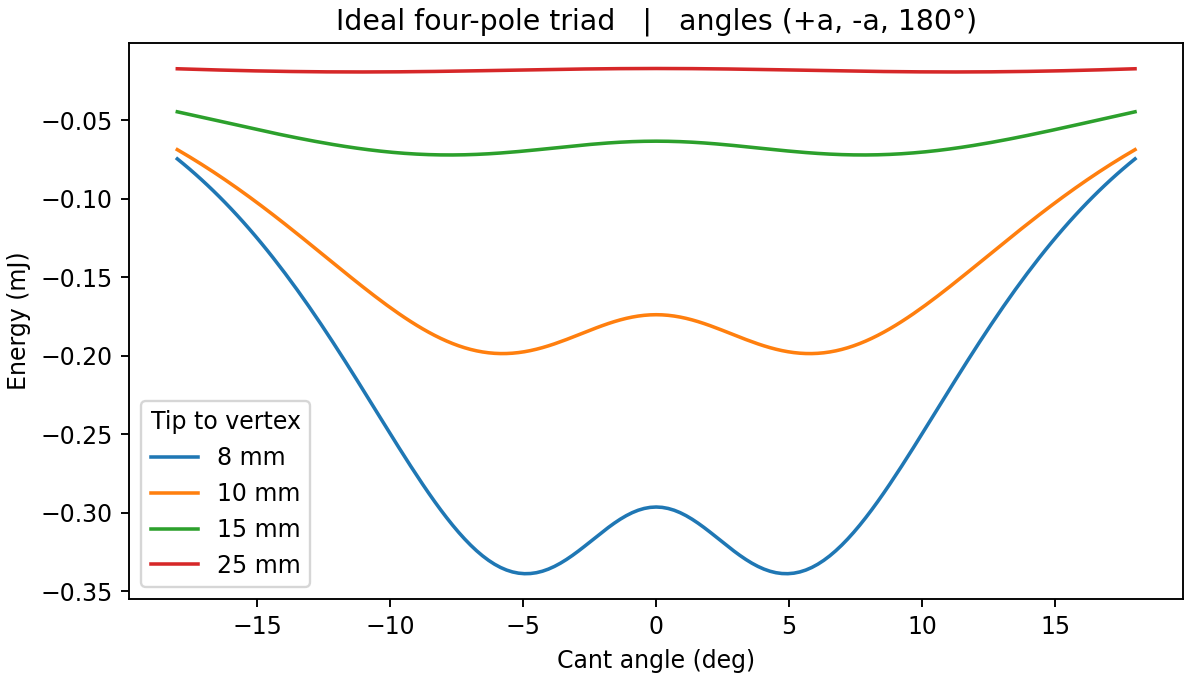 Ideal four-pole triad | angles (+a, -a, 180°)
Energy (mJ)
−0.05
−0.10
−0.15
−0.20
−0.25
−0.30
−0.35
Tip to vertex
8 mm
10 mm
15 mm
25 mm
−15 −10 −5 0 5 10 15
Cant angle (deg)